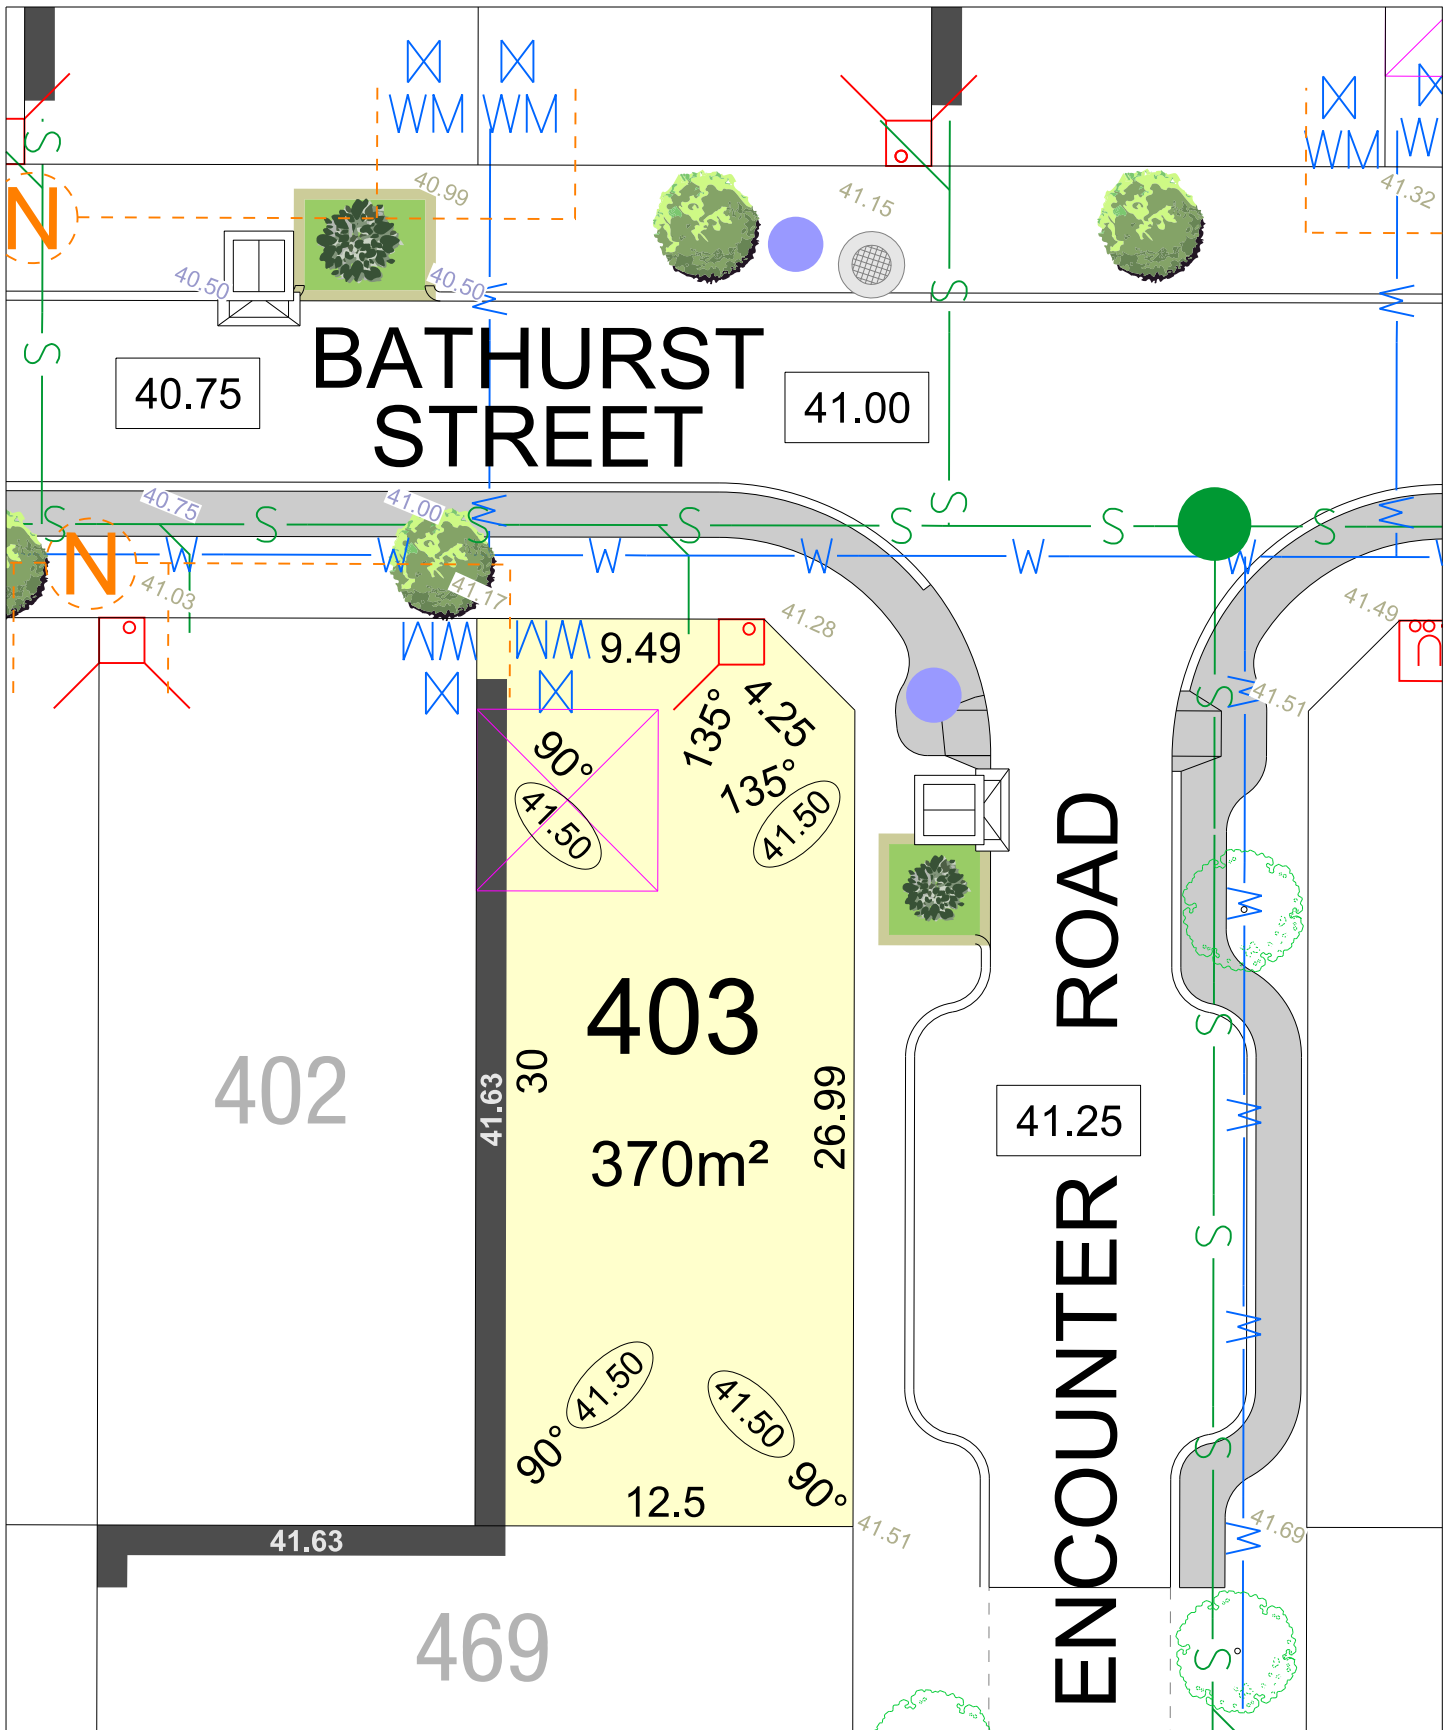 WM WM
WM W
S
N
40.99
41.15
41.32
40.50
40.50
W
S
W
S
BATHURST
STREET
40.75
41.00
40.75
41.00
W
S
W
S S S S S S S
N
W W W W W W
41.03
41.17
41.28
41.49
WM WM
9.49
4.25
135°
135°
90°
41.50
41.50
S
W
41.51
W
403
30
41.63
26.99
370m²
402
S
W
41.25
ENCOUNTER ROAD
S
W
41.50
41.50
90°
90°
12.5
S
41.51
W
41.69
41.63
469
S